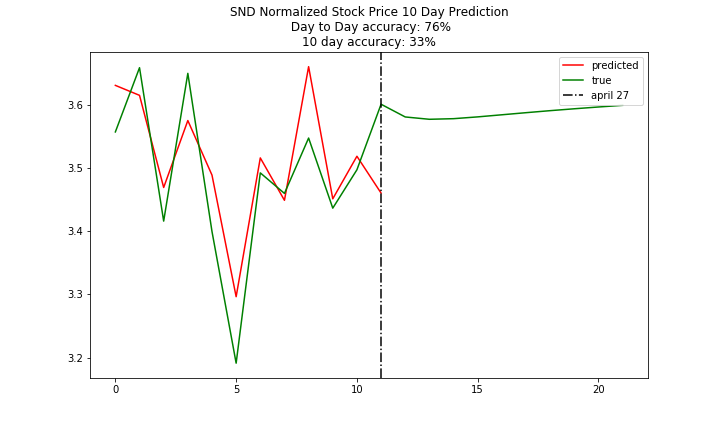 SND Normalized Stock Price 10 Day Prediction
Day to Day accuracy: 76%
10 day accuracy: 33%
predicted
true
april 27
3.6
3.5
3.4
3.3
3.2
0 5 10 15 20